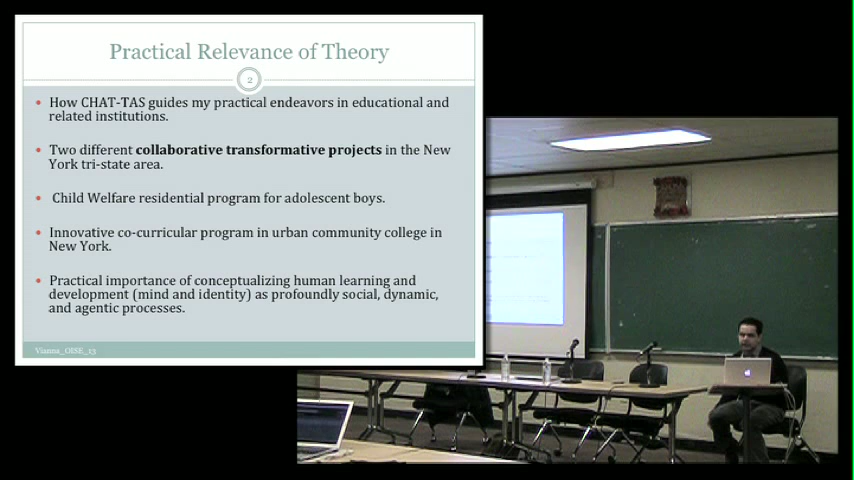 Practical Relevance of Theory
2
• How CHAT-TAS guides my practical endeavors in educational and
related institutions.
• Two different collaborative transformative projects in the New
York tri-state area.
• Child Welfare residential program for adolescent boys.
• Innovative co-curricular program in urban community college in
New York.
• Practical importance of conceptualizing human learning and
development (mind and identity) as profoundly social, dynamic,
and agentic processes.
Vianna_OISE_13